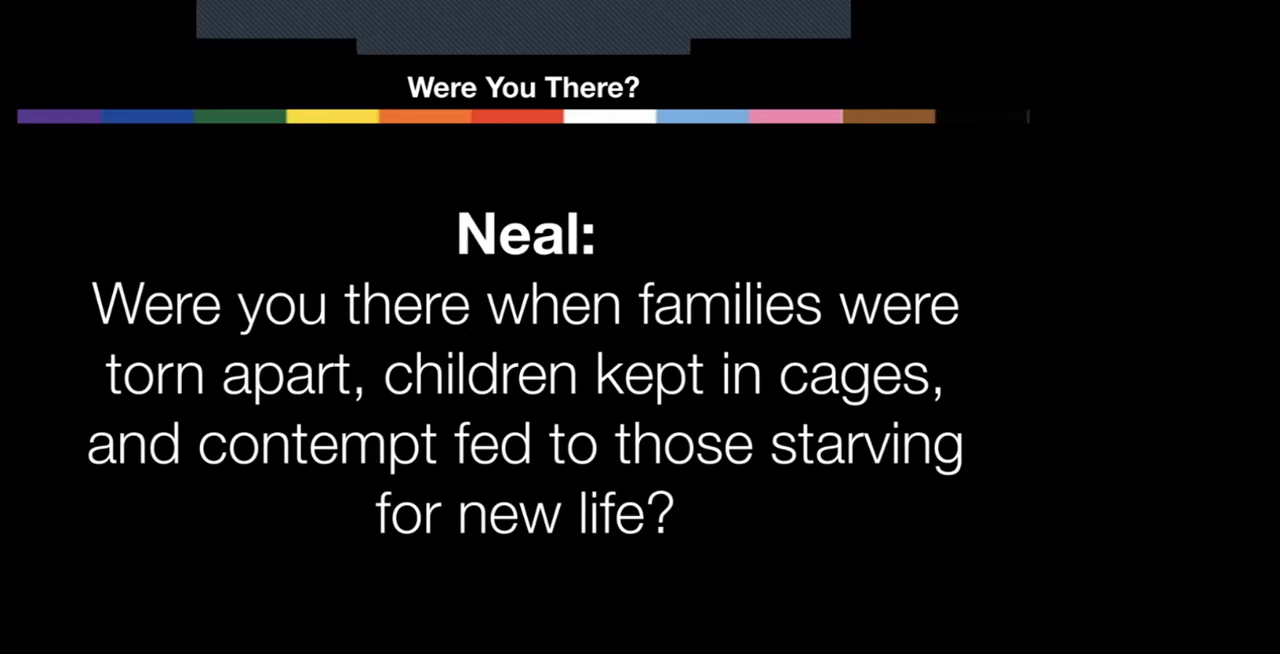 Were You There?
Neal:
Were you there when families were
torn apart, children kept in cages,
and contempt fed to those starving
for new life?